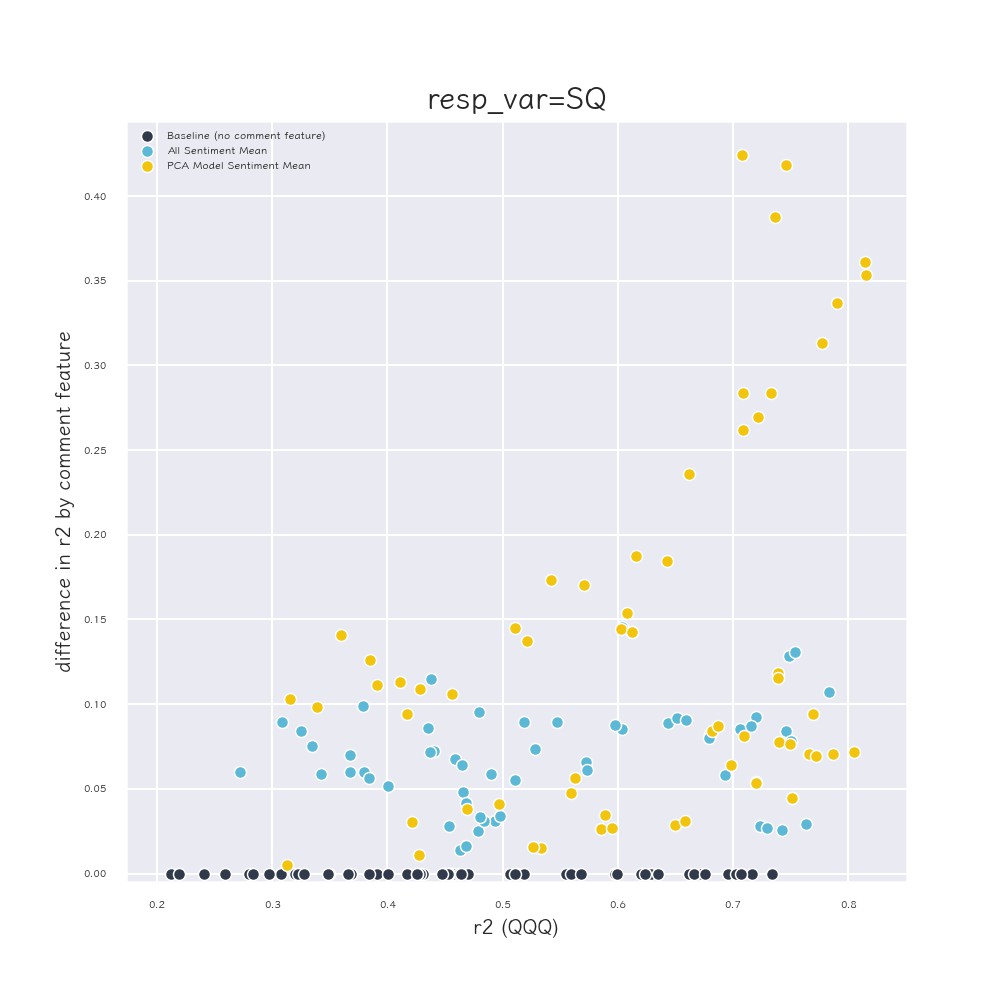 resp_var=SQ
Baseline (no comment feature)
All Sentiment Mean
PCA Model Sentiment Mean
difference in r2 by comment feature
0.40
0.35
0.30
0.25
0.20
0.15
0.10
0.05
0.00
0.2 0.3 0.4 0.5 0.6 0.7 0.8
r2 (QQQ)